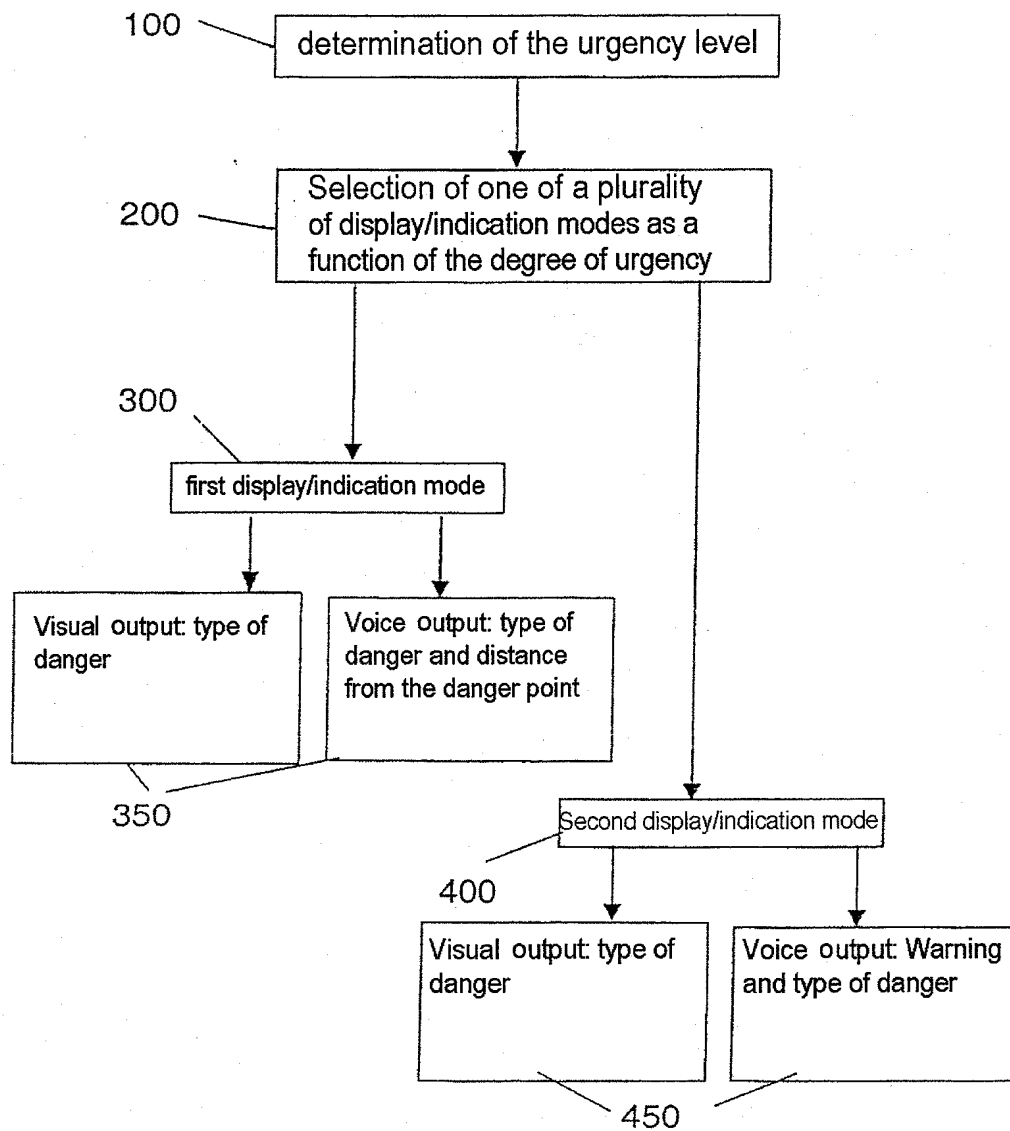 100
determination of the urgency level
200
Selection of one of a plurality
of display/indication modes as a
function of the degree of urgency
300
first display/indication mode
Visual output: type of
danger
Voice output: type of
danger and distance
from the danger point
350
Second display/indication mode
400
Visual output: type of
danger
Voice output: Warning
and type of danger
450